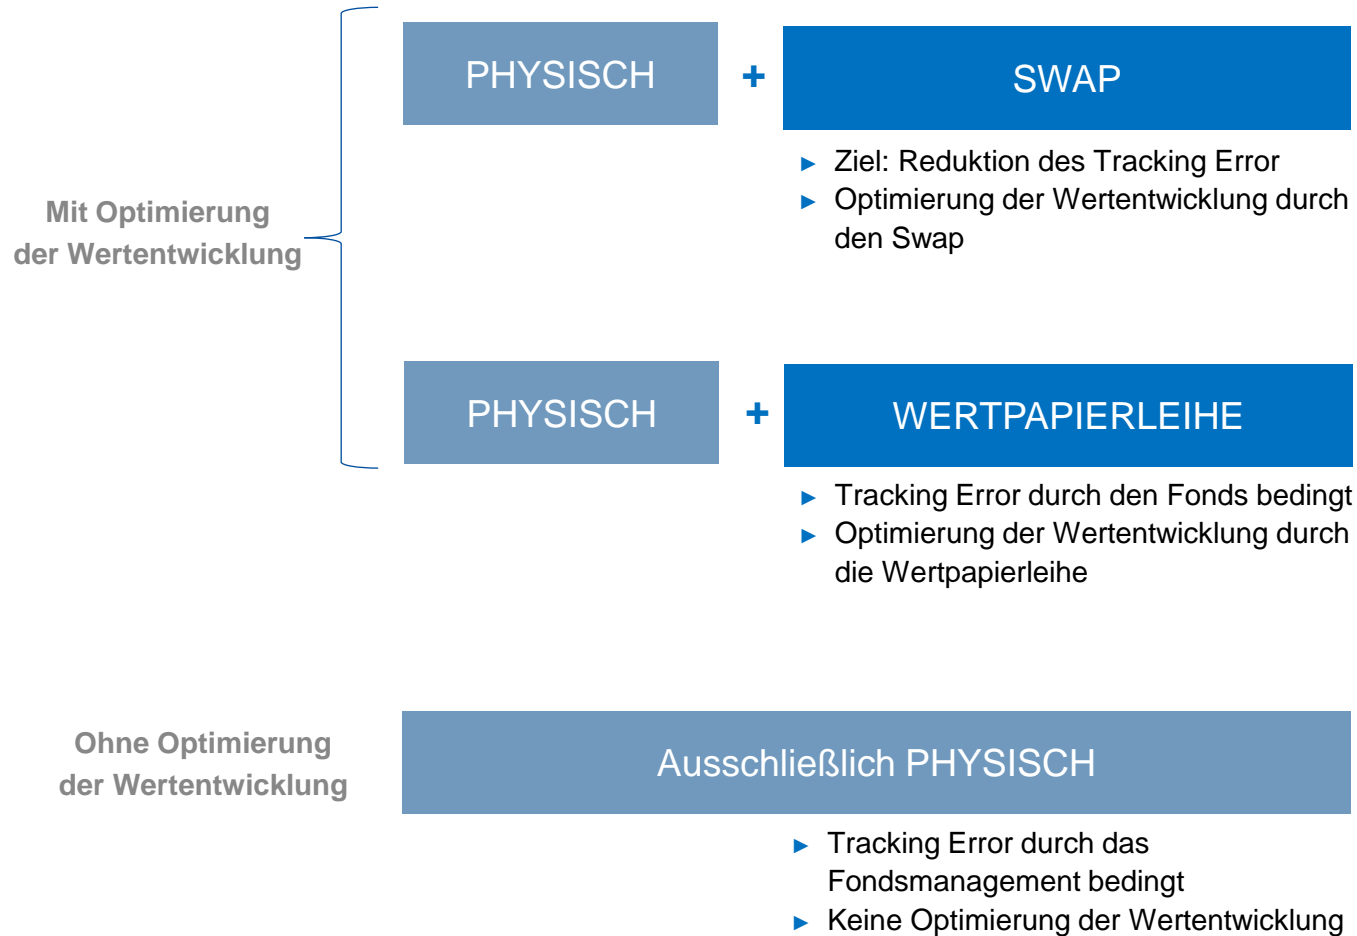 PHYSISCH + SWAP
► Ziel: Reduktion des Tracking Error
► Optimierung der Wertentwicklung durch
den Swap
Mit Optimierung
der Wertentwicklung
PHYSISCH + WERTPAPIERLEIHE
► Tracking Error durch den Fonds bedingt
► Optimierung der Wertentwicklung durch
die Wertpapierleihe
Ohne Optimierung
der Wertentwicklung
Ausschließlich PHYSISCH
► Tracking Error durch das
Fondsmanagement bedingt
► Keine Optimierung der Wertentwicklung